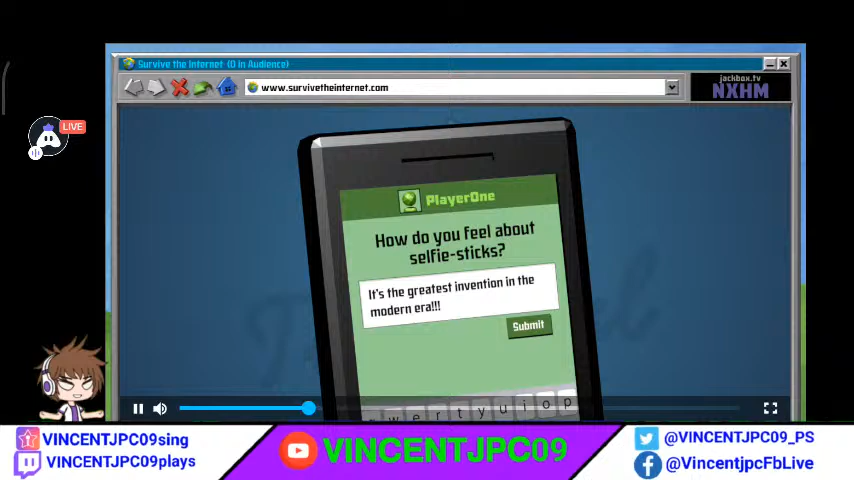 Survive the Internet (0 in Audience)
www.survivetheinternet.com
jackbox.tv
NXHM
LIVE
PlayerOne
How do you feel about
selfie-sticks?
It's the greatest invention in the
modern era!!!
Submit
w e r t y u i o p
VINCENTJPC09sing
VINCENTJPC09plays
VINCENTJPC09
@VINCENTJPC09_PS
@VincentjpcFbLive